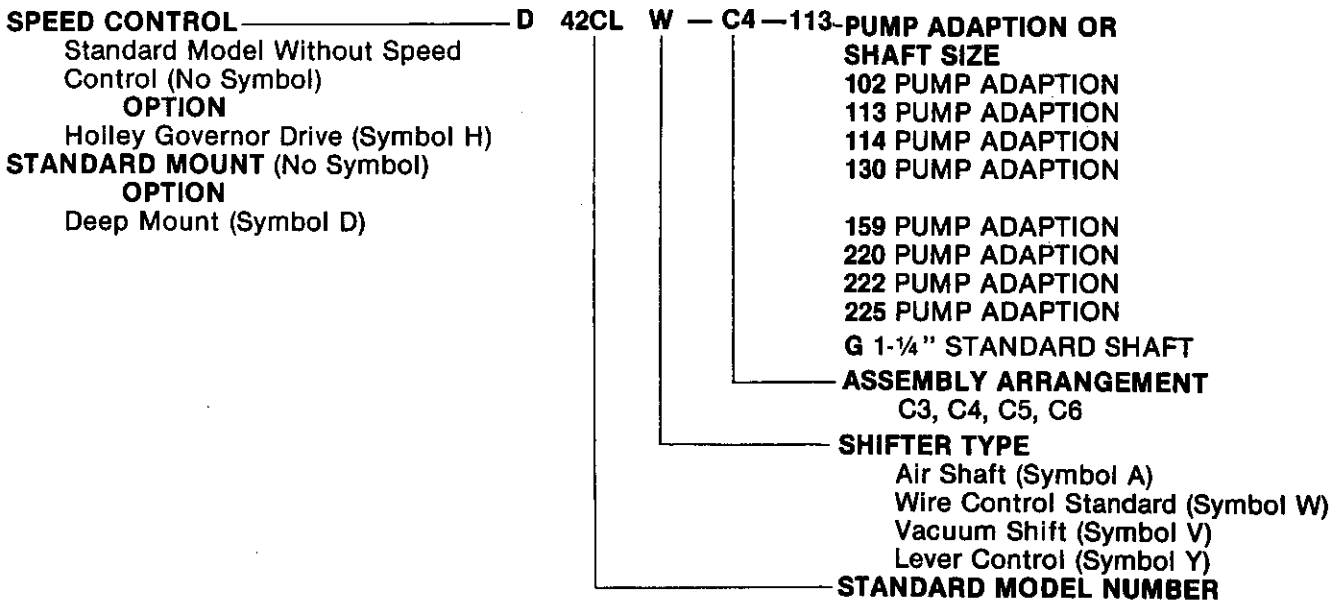 SPEED CONTROL D 42CL W — C4 — 113- PUMP ADAPTION OR
SHAFT SIZE
Standard Model Without Speed
Control (No Symbol)
OPTION
Holley Governor Drive (Symbol H)
STANDARD MOUNT (No Symbol)
OPTION
Deep Mount (Symbol D)
102 PUMP ADAPTION
113 PUMP ADAPTION
114 PUMP ADAPTION
130 PUMP ADAPTION
159 PUMP ADAPTION
220 PUMP ADAPTION
222 PUMP ADAPTION
225 PUMP ADAPTION
G 1-¼" STANDARD SHAFT
ASSEMBLY ARRANGEMENT
C3, C4, C5, C6
SHIFTER TYPE
Air Shaft (Symbol A)
Wire Control Standard (Symbol W)
Vacuum Shift (Symbol V)
Lever Control (Symbol Y)
STANDARD MODEL NUMBER